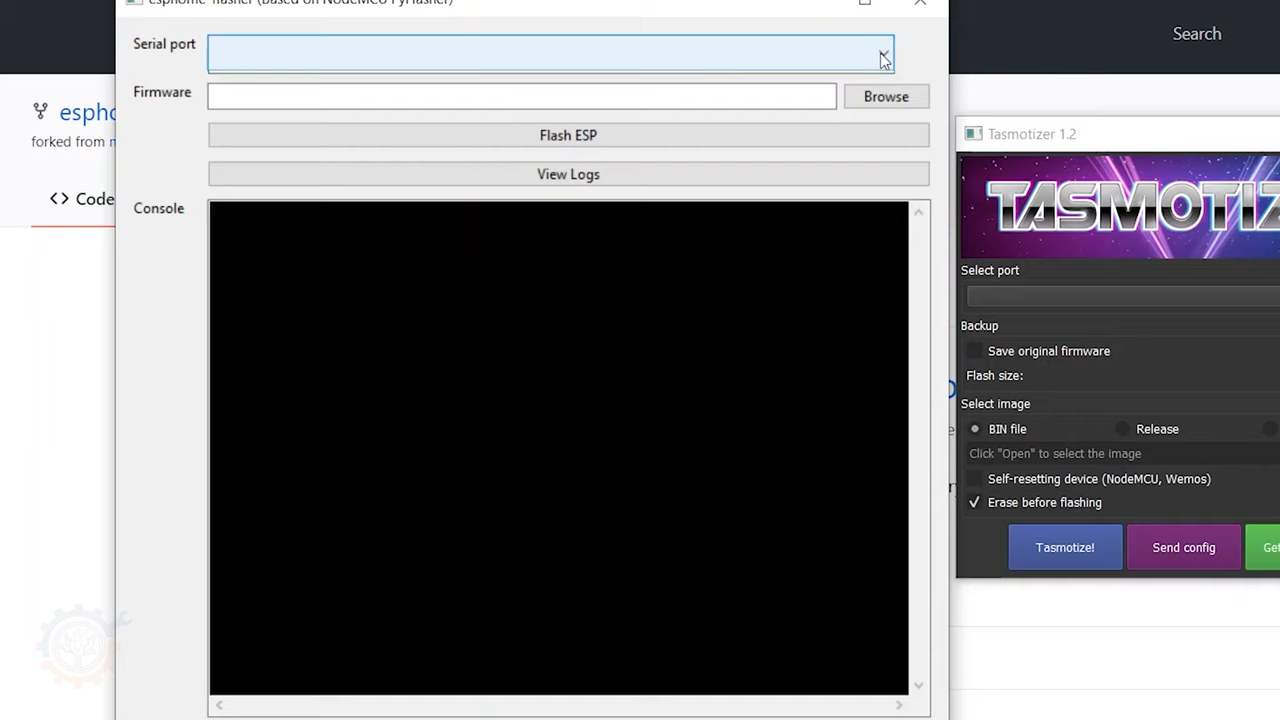 esphome-flasher (Based on NodeMCU PyFlasher)
Search
Serial port
Firmware
Browse
espho
forked from
Flash ESP
Tasmotizer 1.2
View Logs
<> Code
Console
TASMOTIZ
Select port
Backup
Save original firmware
Flash size:
Select image
BIN file
Release
Click "Open" to select the image
Self-resetting device (NodeMCU, Wemos)
Erase before flashing
Tasmotize!
Send config
Get